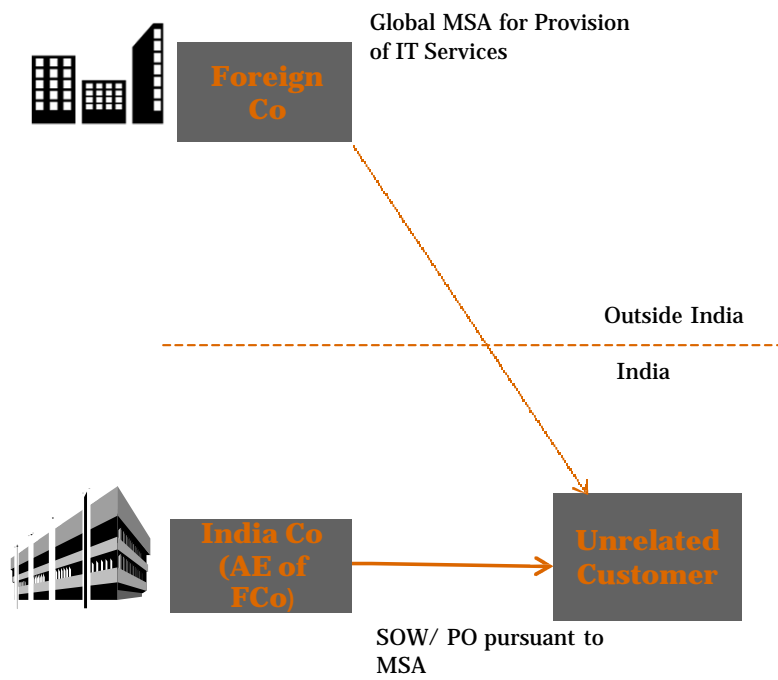 Global MSA for Provision
of IT Services
Foreign
Co
Outside India
India
India Co
(AE of
FCo)
Unrelated
Customer
SOW/ PO pursuant to
MSA